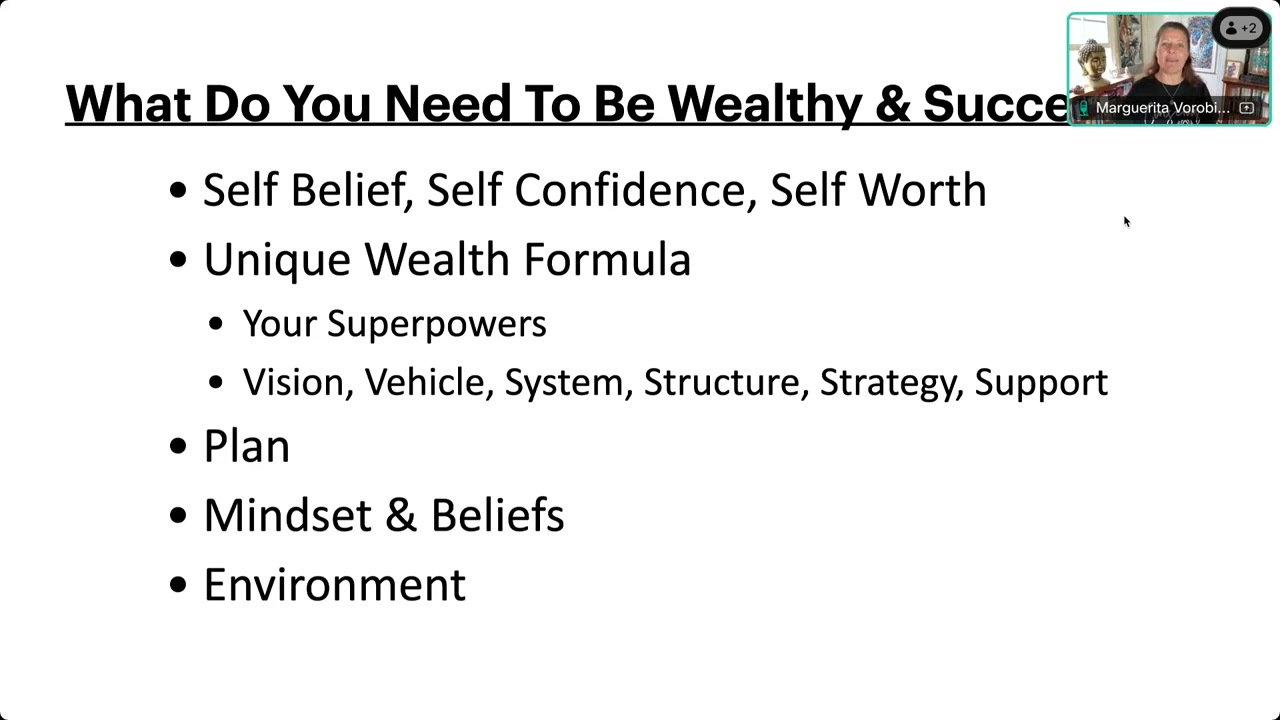 What Do You Need To Be Wealthy & Succe
+2
Marguerita Vorobi...
• Self Belief, Self Confidence, Self Worth
• Unique Wealth Formula
• Your Superpowers
• Vision, Vehicle, System, Structure, Strategy, Support
• Plan
• Mindset & Beliefs
• Environment